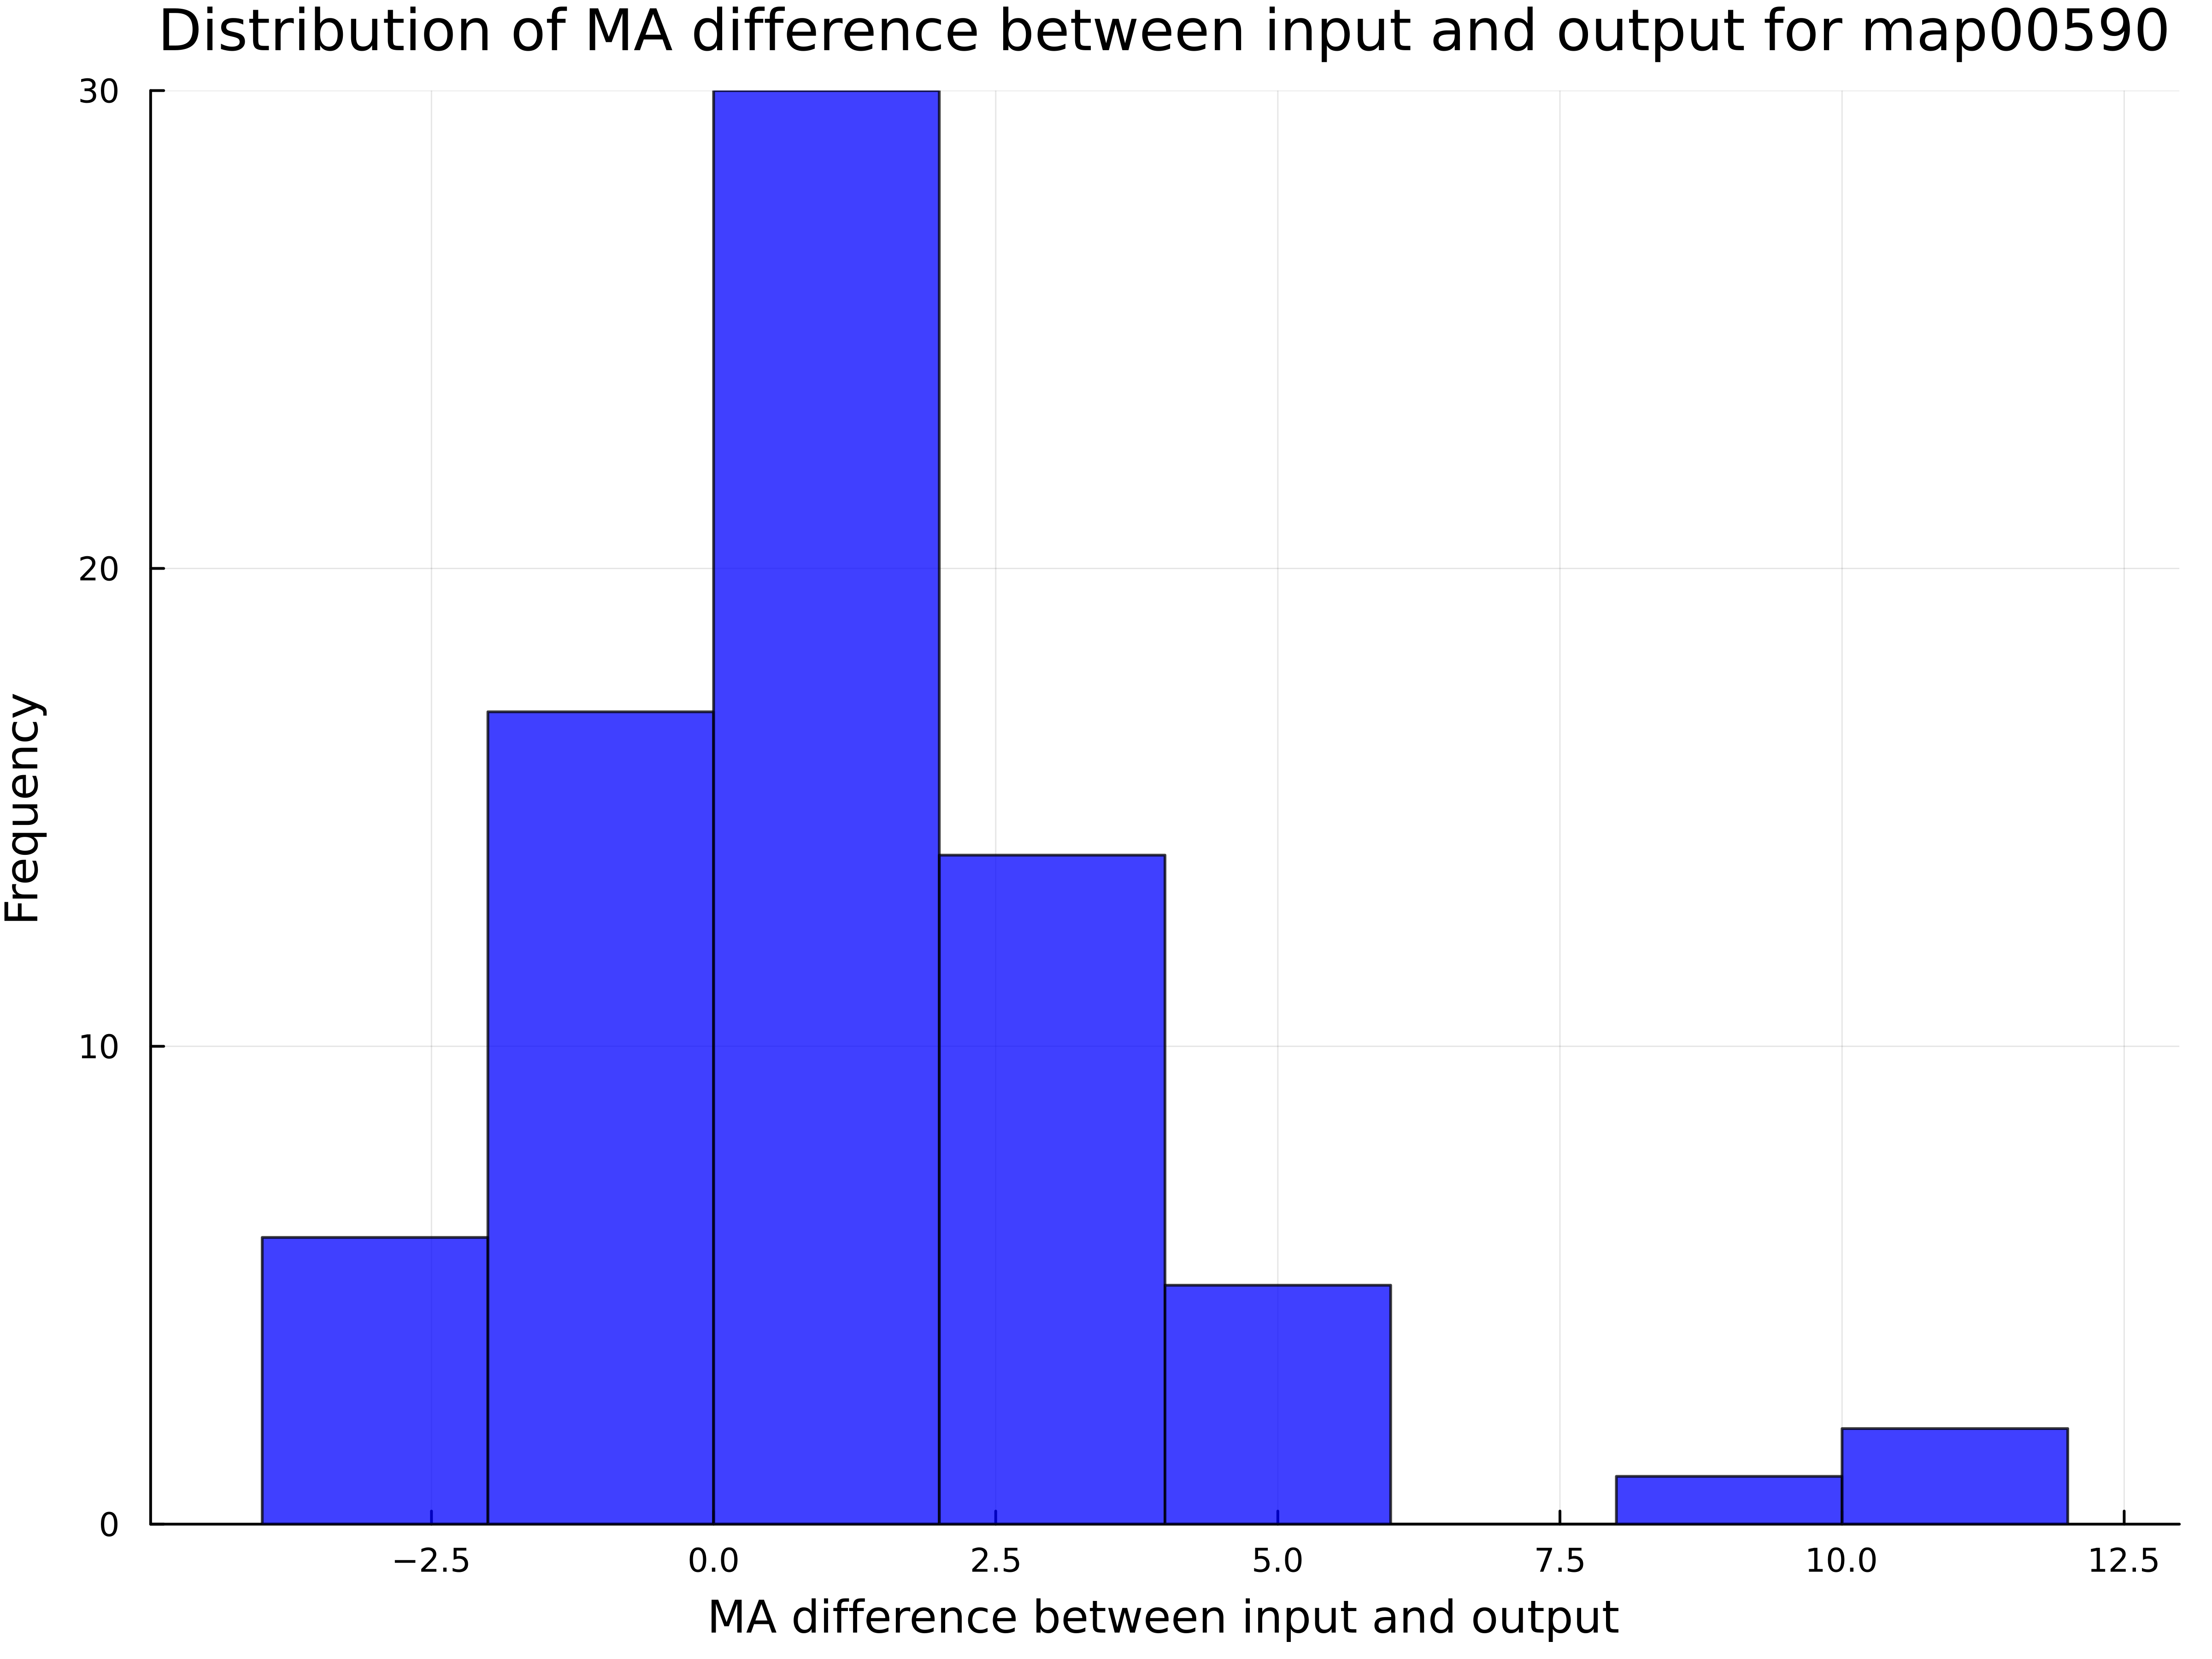 Distribution of MA difference between input and output for map00590
30
20
10
0
Frequency
−2.5 0.0 2.5 5.0 7.5 10.0 12.5
MA difference between input and output